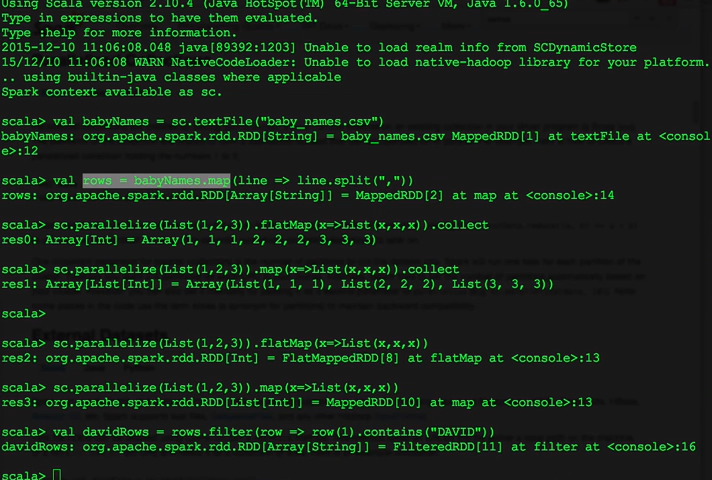 Using Scala version 2.10.4 (Java HotSpot(TM) 64-Bit Server VM, Java 1.6.0_65)
Type in expressions to have them evaluated.
Type :help for more information.
2015-12-10 11:06:08.048 java[89392:1203] Unable to load realm info from SCDynamicStore
15/12/10 11:06:08 WARN NativeCodeLoader: Unable to load native-hadoop library for your platform.
.. using builtin-java classes where applicable
Spark context available as sc.
scala> val babyNames = sc.textFile("baby_names.csv")
babyNames: org.apache.spark.rdd.RDD[String] = baby_names.csv MappedRDD[1] at textFile at <consol
e>:12
scala> val rows = babyNames.map(line => line.split(","))
rows: org.apache.spark.rdd.RDD[Array[String]] = MappedRDD[2] at map at <console>:14
scala> sc.parallelize(List(1,2,3)).flatMap(x=>List(x,x,x)).collect
res0: Array[Int] = Array(1, 1, 1, 2, 2, 2, 3, 3, 3)
scala> sc.parallelize(List(1,2,3)).map(x=>List(x,x,x)).collect
res1: Array[List[Int]] = Array(List(1, 1, 1), List(2, 2, 2), List(3, 3, 3))
scala>
External Datasets
scala> sc.parallelize(List(1,2,3)).flatMap(x=>List(x,x,x))
res2: org.apache.spark.rdd.RDD[Int] = FlatMappedRDD[8] at flatMap at <console>:13
scala> sc.parallelize(List(1,2,3)).map(x=>List(x,x,x))
res3: org.apache.spark.rdd.RDD[List[Int]] = MappedRDD[10] at map at <console>:13
scala> val davidRows = rows.filter(row => row(1).contains("DAVID"))
davidRows: org.apache.spark.rdd.RDD[Array[String]] = FilteredRDD[11] at filter at <console>:16
scala>